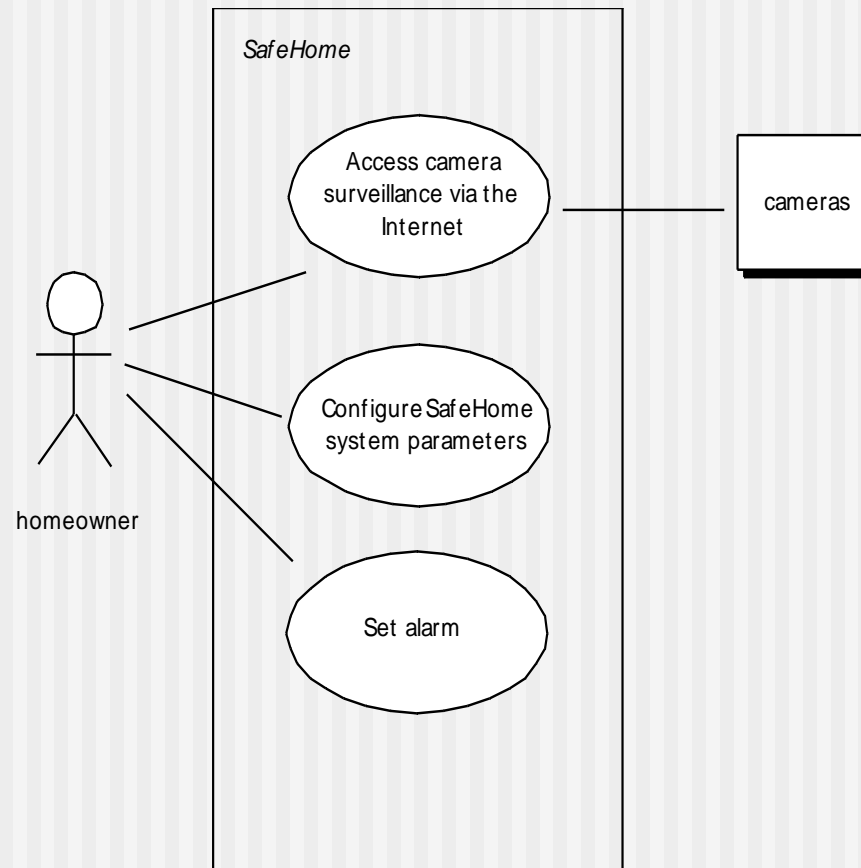 SafeHome
Access camera
surveillance via the
Internet
cameras
Configure SafeHome
system parameters
homeowner
Set alarm